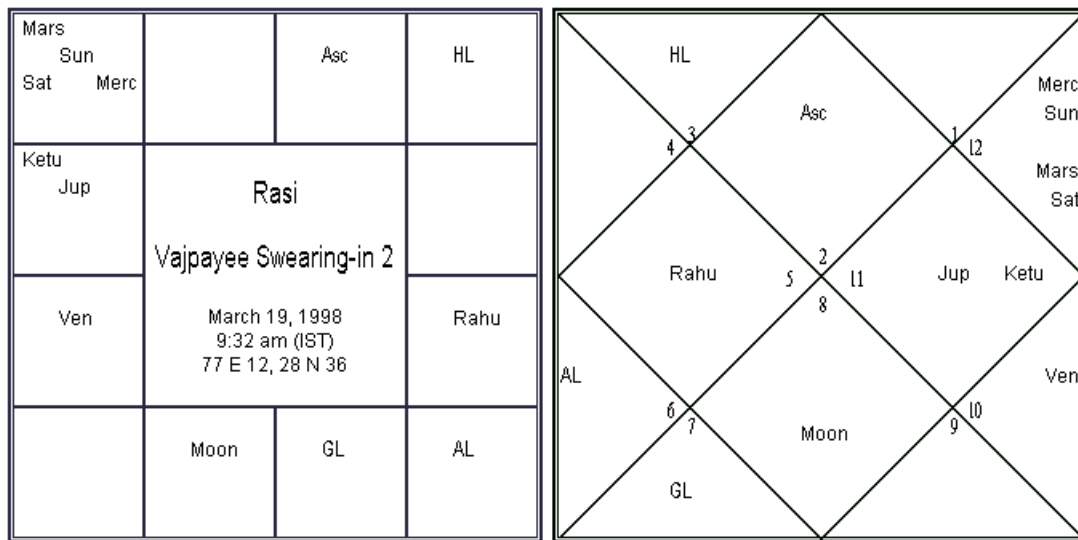 Mars
Sun
Sat Merc
Asc
HL
Ketu
Jup
Rasi
Vajpayee Swearing-in 2
March 19, 1998
9:32 am (IST)
77 E 12, 28 N 36
Ven
Rahu
Moon
GL
AL
HL
Asc
Merc
Sun
3
1
4
12
Mars
Sat
Rahu
5
2
11
8
Jup Ketu
AL
Ven
6
7
10
9
Moon
GL